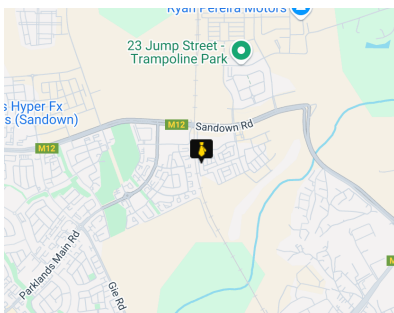 Ryan Pereira Motors
23 Jump Street -
Trampoline Park
s Hyper Fx
s (Sandown)
M12
Sandown Rd
M12
Parklands Main Rd
Gie Rd
M